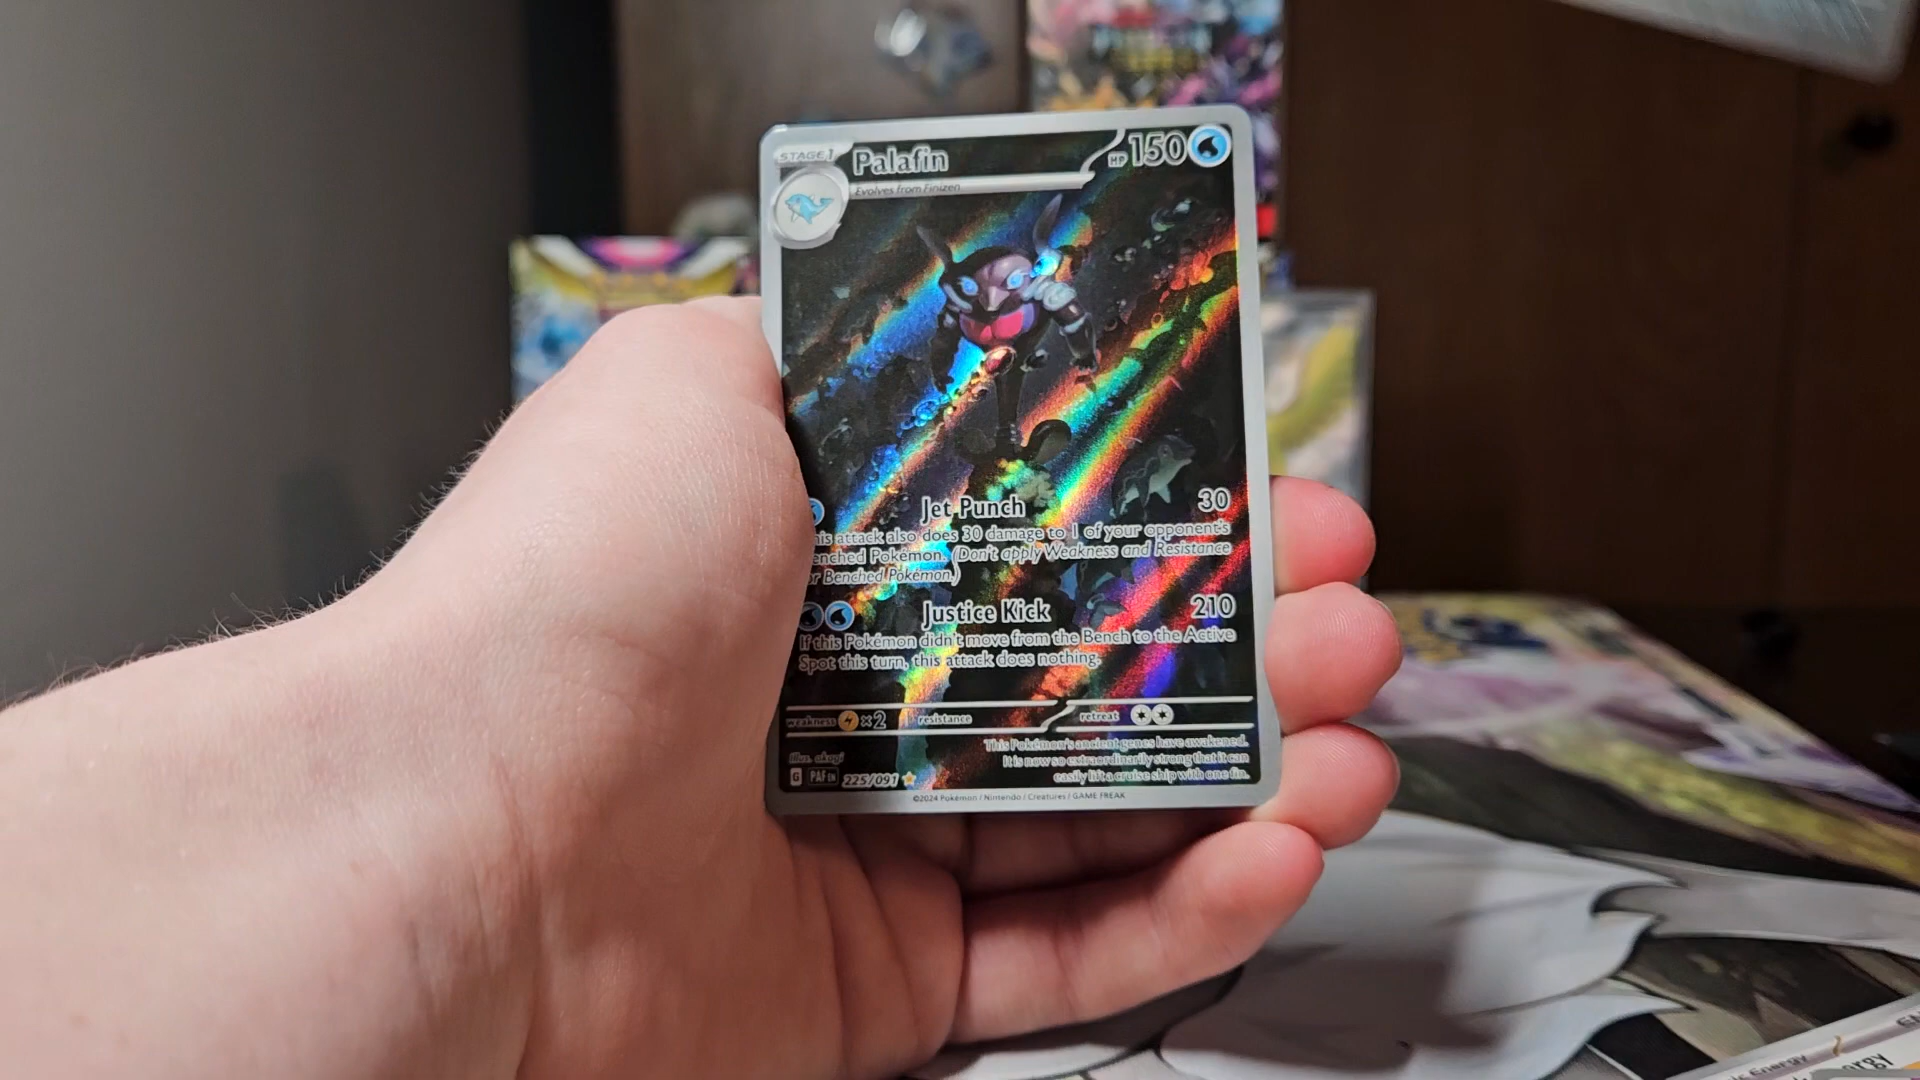 STAGE 1
Palafin
HP 150
Evolves from Finizen
Jet Punch 30
his attack also does 30 damage to 1 of your opponent's
enched Pokémon. (Don't apply Weakness and Resistance
or Benched Pokémon.)
Justice Kick 210
If this Pokémon didn't move from the Bench to the Active
Spot this turn, this attack does nothing.
weakness ×2 resistance retreat
Illus. akagi
G PAF EN 225/091
This Pokémon's ancient genes have awakened.
It is now so extraordinarily strong that it can
easily lift a cruise ship with one fin.
©2024 Pokémon / Nintendo / Creatures / GAME FREAK
Energy